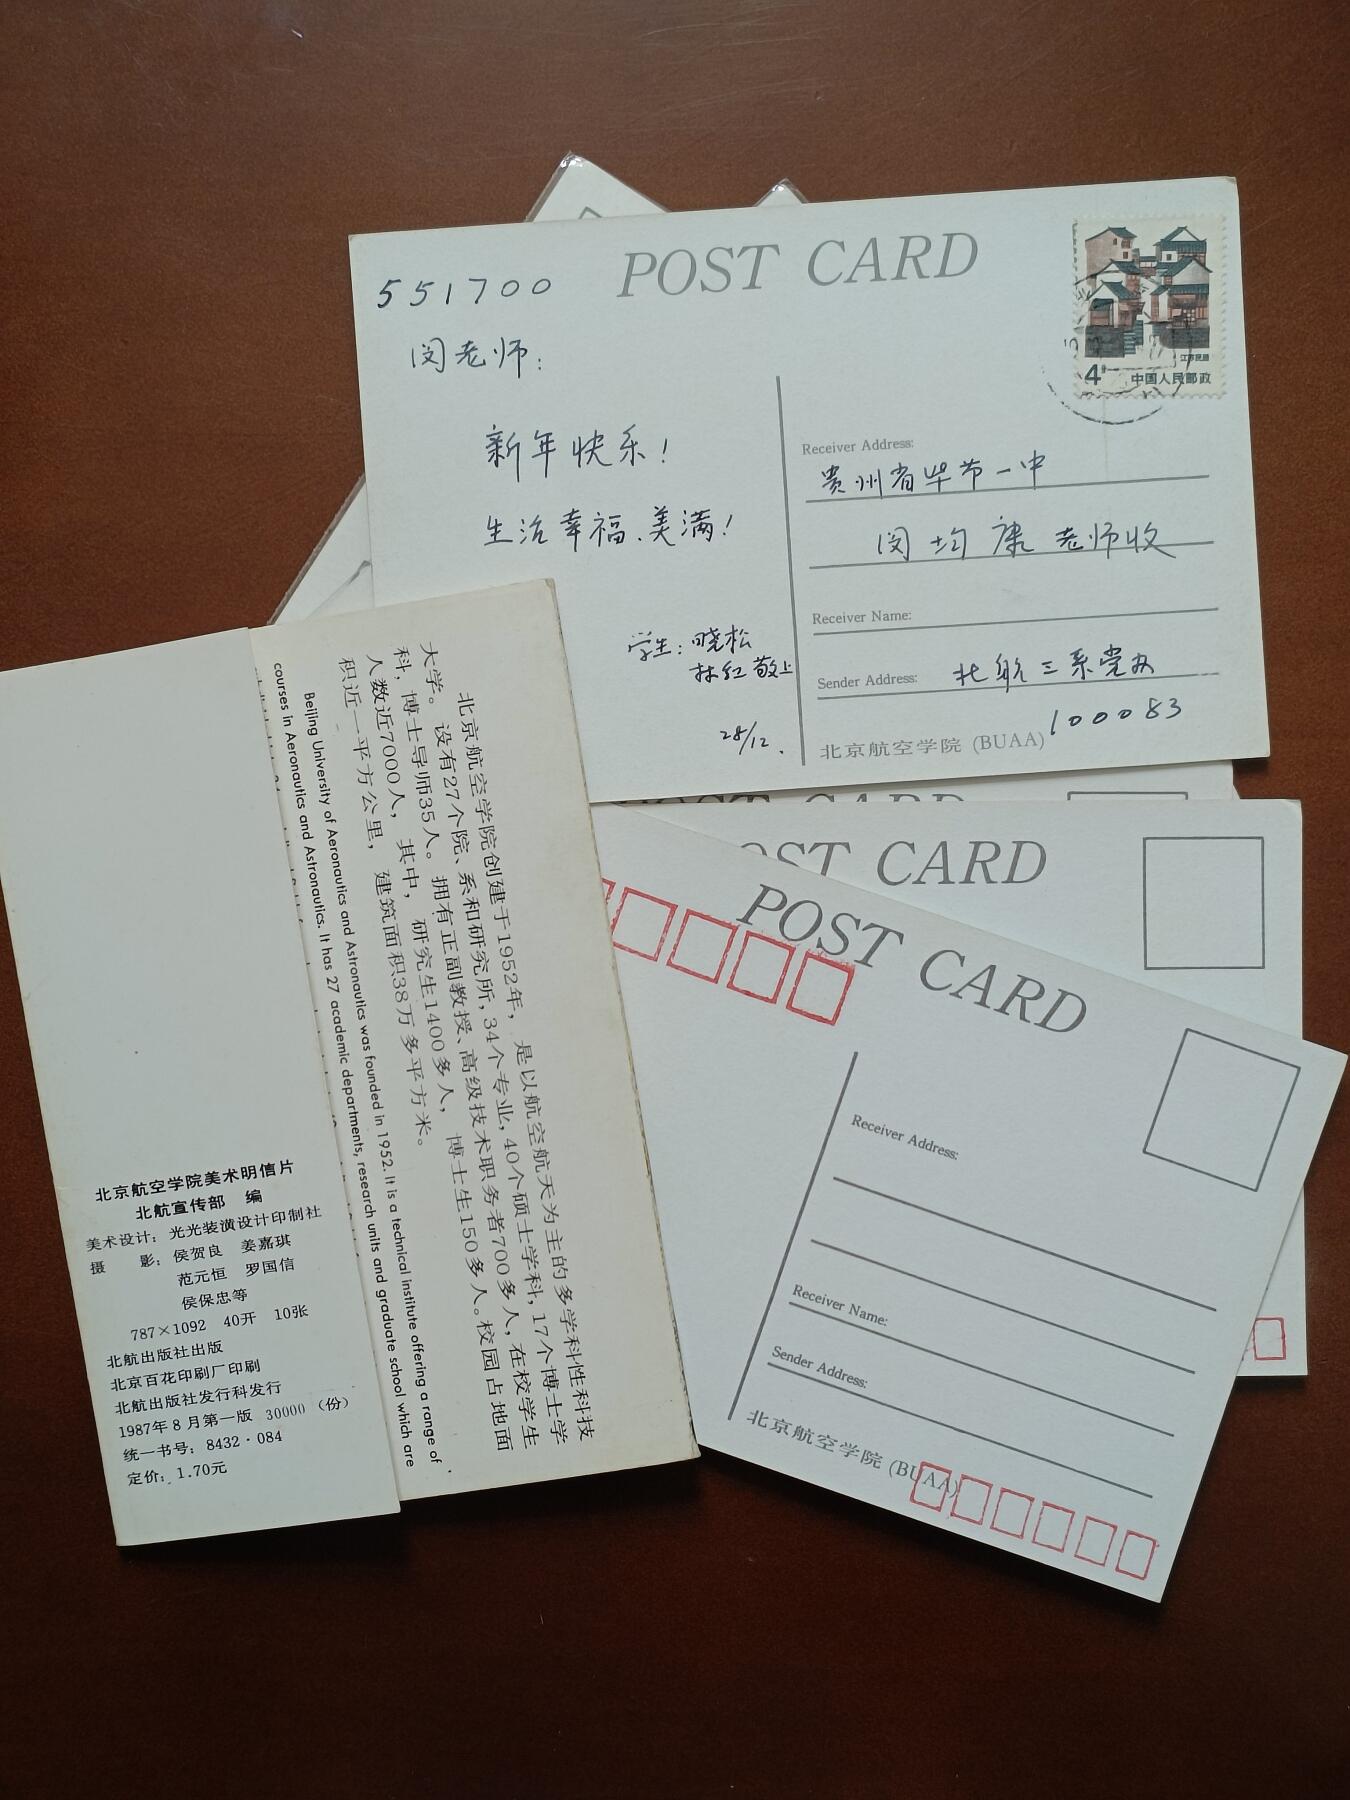 POST CARD
551700
闵老师:
新年快乐!
生活幸福、美满!
学生: 晓松
林红 敬上
28/12.
江苏民居
4
中国人民邮政
Receiver Address:
贵州省毕节一中
闵均康 老师收
Receiver Name:
Sender Address: 北航三系党办
100083
北京航空学院 (BUAA)
POST CARD
POST CARD
Receiver Address:
Receiver Name:
Sender Address:
北京航空学院 (BUAA)
北京航空学院创建于1952年,是以航空航天为主的多学科性科技
大学。设有27个院、系和研究所,34个专业,40个硕士学科,17个博士学
科,博士导师35人。拥有正副教授、高级技术职务者700多人,在校学生
人数近7000人,其中,研究生1400多人,博士生150多人。校园占地面
积近一平方公里,建筑面积38万多平方米。
Beijing University of Aeronautics and Astronautics was founded in 1952. It is a technical institute offering a range of
courses in Aeronautics and Astronautics. It has 27 academic departments, research units and graduate school which are
北京航空学院美术明信片
北航宣传部 编
美术设计: 光光装潢设计印制社
摄 影: 侯贺良 姜嘉琪
范元恒 罗国信
侯保忠等
787×1092 40开 10张
北航出版社出版
北京百花印刷厂印刷
北航出版社发行科发行
1987年8月第一版 30000 (份)
统一书号: 8432·084
定价: 1.70元